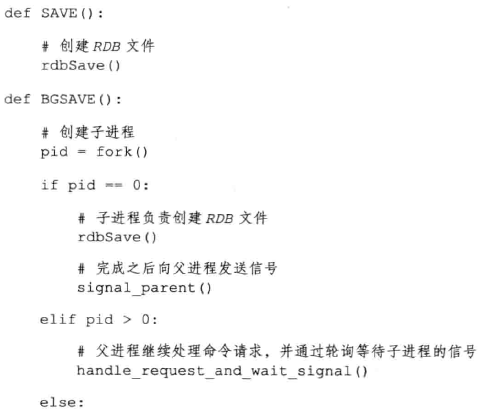 def SAVE():
# 创建 RDB 文件
rdbSave()
def BGSAVE():
# 创建子进程
pid = fork()
if pid == 0:
# 子进程负责创建 RDB 文件
rdbSave()
# 完成之后向父进程发送信号
signal_parent()
elif pid > 0:
# 父进程继续处理命令请求，并通过轮询等待子进程的信号
handle_request_and_wait_signal()
else: